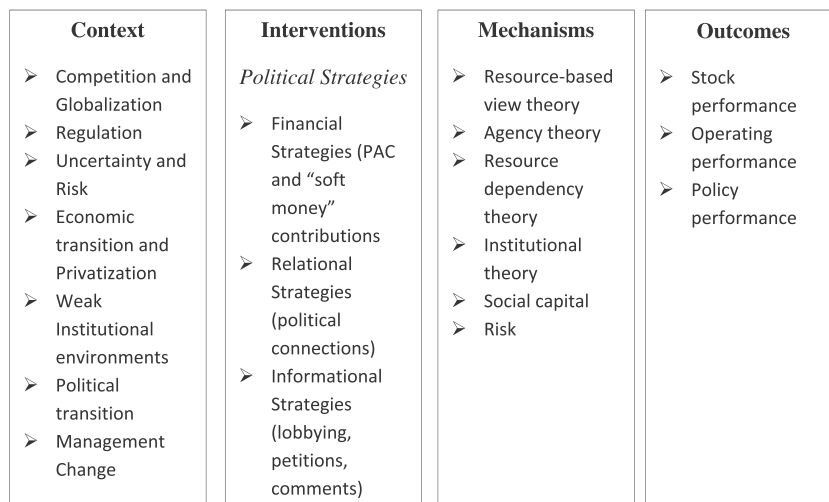 Context
➢ Competition and
Globalization
➢ Regulation
➢ Uncertainty and
Risk
➢ Economic
transition and
Privatization
➢ Weak
Institutional
environments
➢ Political
transition
➢ Management
Change
Interventions
Political Strategies
➢ Financial
Strategies (PAC
and “soft
money”
contributions
➢ Relational
Strategies
(political
connections)
➢ Informational
Strategies
(lobbying,
petitions,
comments)
Mechanisms
➢ Resource-based
view theory
➢ Agency theory
➢ Resource
dependency
theory
➢ Institutional
theory
➢ Social capital
➢ Risk
Outcomes
➢ Stock
performance
➢ Operating
performance
➢ Policy
performance